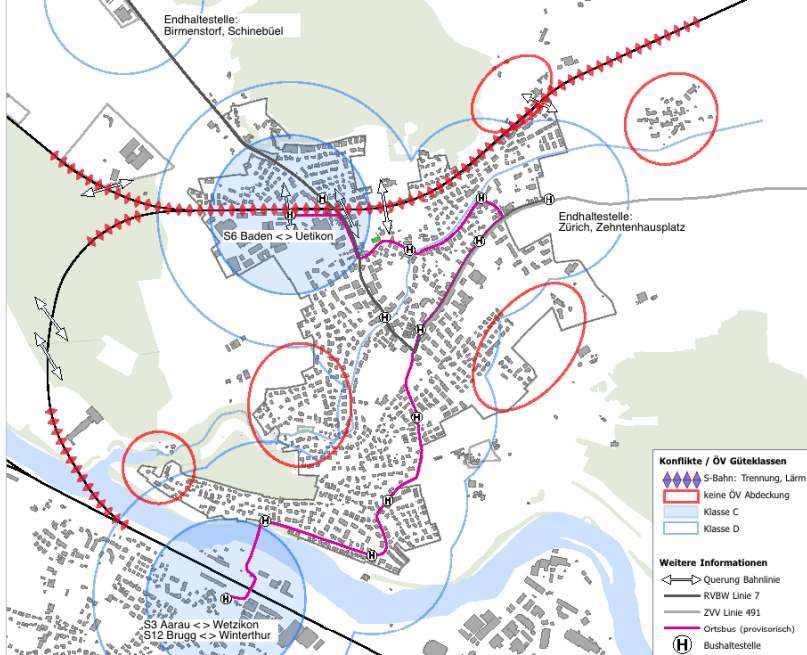 Endhaltestelle:
Birmenstorf, Schinebüel
H
H
S6 Baden < > Uetikon
H
H
H
H
Endhaltestelle:
Zürich, Zehntenhausplatz
H
H
H
H
H
H
H
S3 Aarau < > Wetzikon
S12 Brugg < > Winterthur
Konflikte / ÖV Güteklassen
S-Bahn: Trennung, Lärm
keine ÖV Abdeckung
Klasse C
Klasse D
Weitere Informationen
Querung Bahnlinie
RVBW Linie 7
ZVV Linie 491
Ortsbus (provisorisch)
H Bushaltestelle